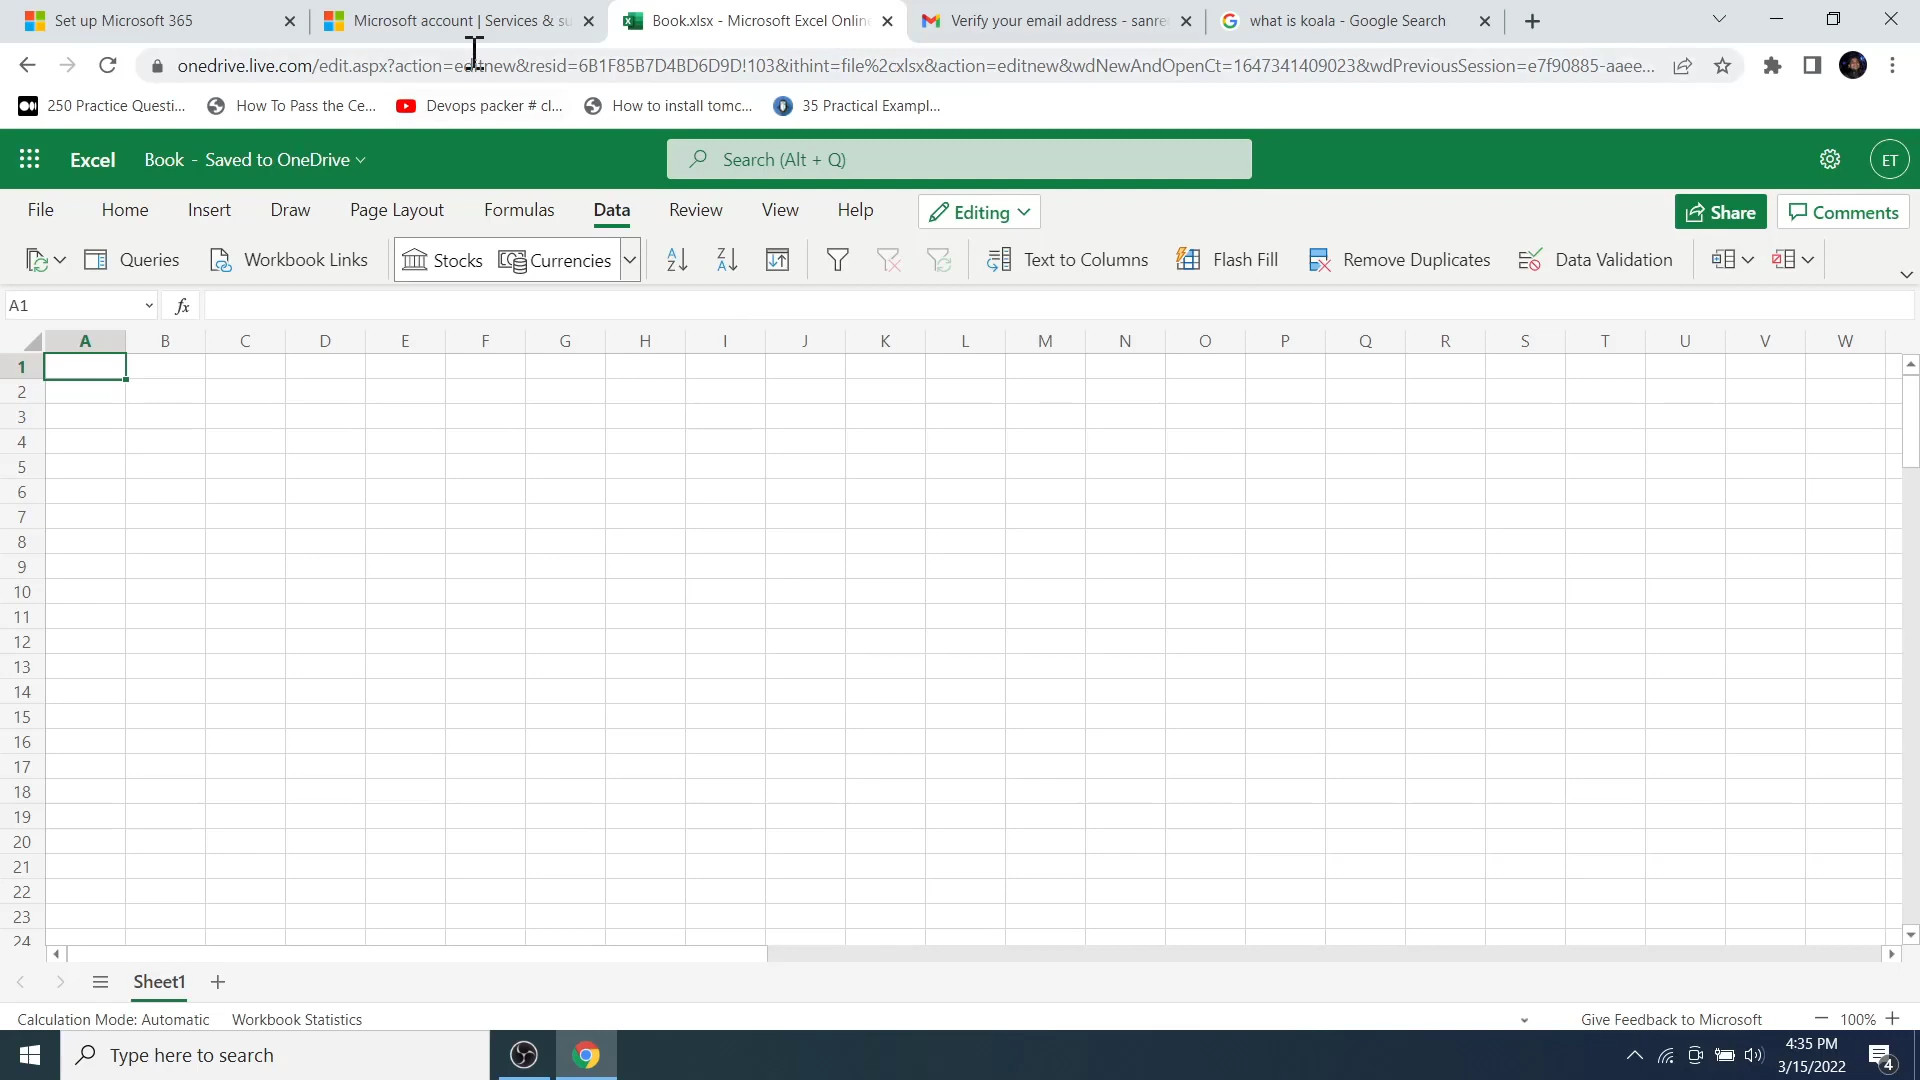 Set up Microsoft 365
Microsoft account | Services & su
Book.xlsx - Microsoft Excel Online
Verify your email address - sanre
what is koala - Google Search
onedrive.live.com/edit.aspx?action=editnew&resid=6B1F85B7D4BD6D9D!103&ithint=file%2cxlsx&action=editnew&wdNewAndOpenCt=1647341409023&wdPreviousSession=e7f90885-aaee...
250 Practice Questi...
How To Pass the Ce...
Devops packer # cl...
How to install tomc...
35 Practical Exampl...
Excel
Book - Saved to OneDrive
Search (Alt + Q)
ET
File Home Insert Draw Page Layout Formulas Data Review View Help
Editing
Share
Comments
Queries
Workbook Links
Stocks
Currencies
Text to Columns
Flash Fill
Remove Duplicates
Data Validation
A1
fx
A B C D E F G H I J K L M N O P Q R S T U V W
1
2
3
4
5
6
7
8
9
10
11
12
13
14
15
16
17
18
19
20
21
22
23
24
Sheet1
Calculation Mode: Automatic Workbook Statistics
Give Feedback to Microsoft
100%
Type here to search
4:35 PM
3/15/2022
4